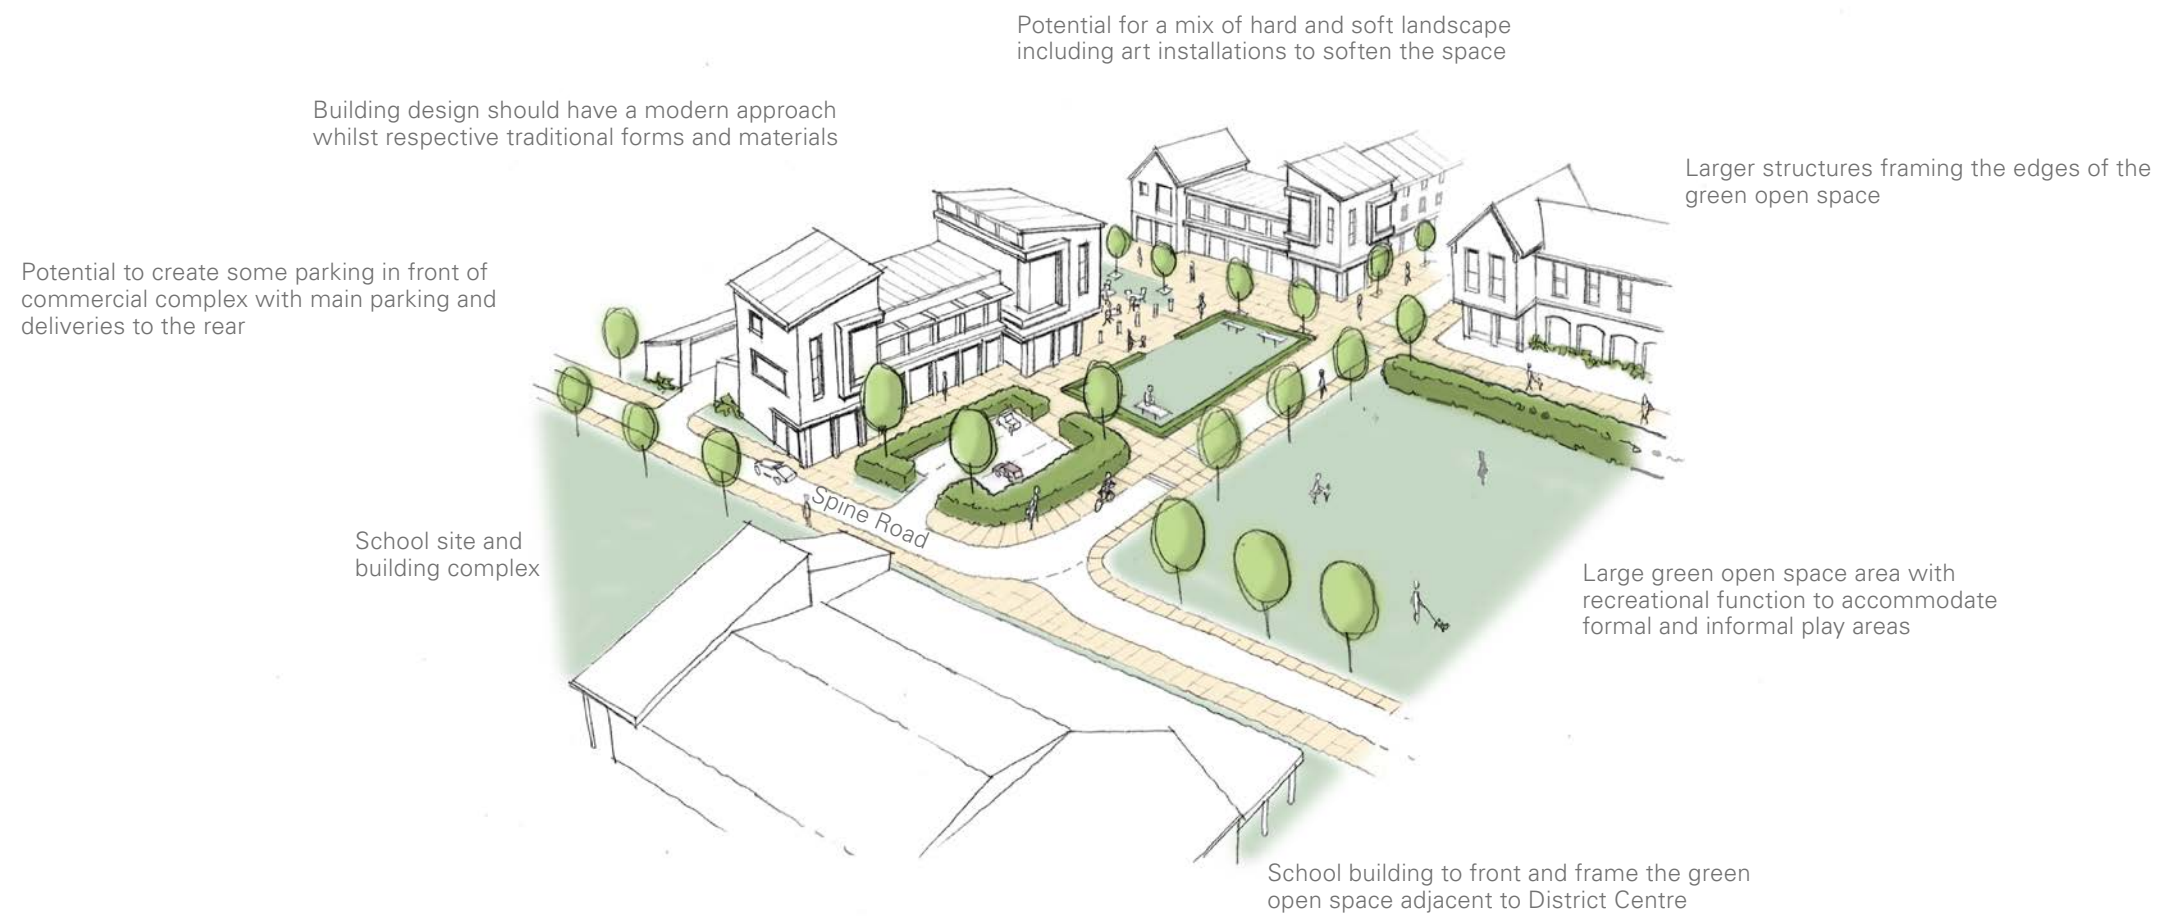 Potential for a mix of hard and soft landscape
including art installations to soften the space
Building design should have a modern approach
whilst respective traditional forms and materials
Larger structures framing the edges of the
green open space
Potential to create some parking in front of
commercial complex with main parking and
deliveries to the rear
Spine Road
School site and
building complex
Large green open space area with
recreational function to accommodate
formal and informal play areas
School building to front and frame the green
open space adjacent to District Centre